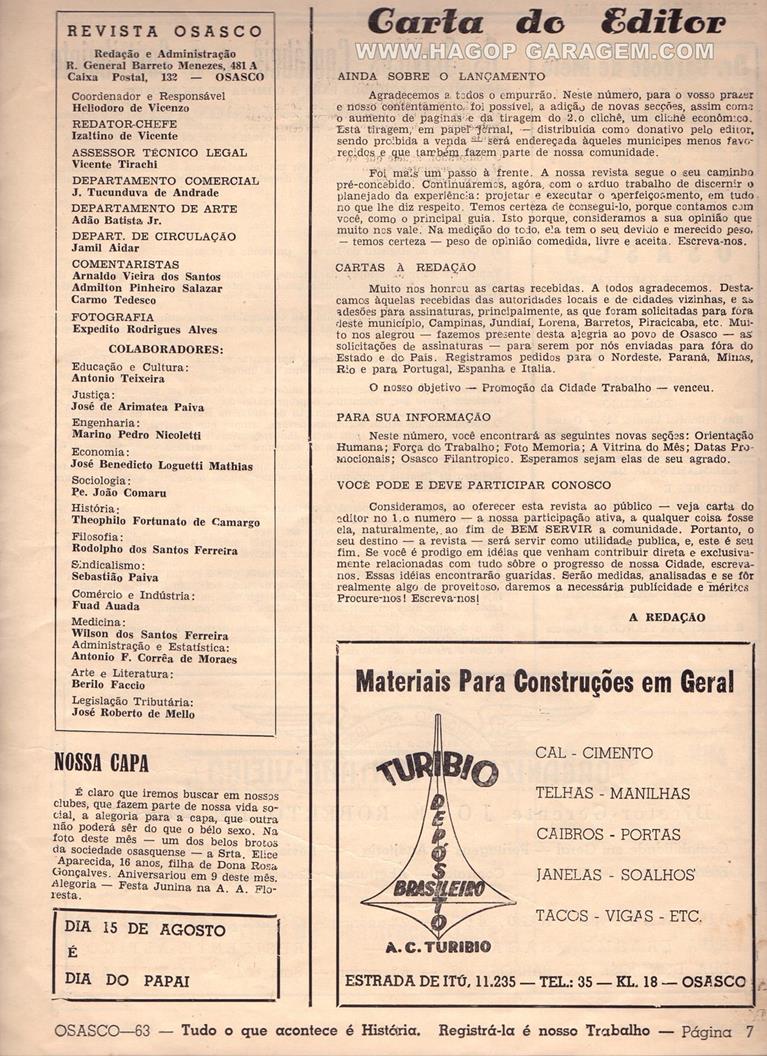 REVISTA OSASCO
Redação e Administração
R. General Barreto Menezes, 481 A
Caixa Postal, 132 — OSASCO
Coordenador e Responsável
Heliodoro de Vicenzo
REDATOR-CHEFE
Izaltino de Vicente
ASSESSOR TÉCNICO LEGAL
Vicente Tirachi
DEPARTAMENTO COMERCIAL
J. Tucunduva de Andrade
DEPARTAMENTO DE ARTE
Adão Batista Jr.
DEPART. DE CIRCULAÇÃO
Jamil Aidar
COMENTARISTAS
Arnaldo Vieira dos Santos
Admilton Pinheiro Salazar
Carmo Tedesco
FOTOGRAFIA
Expedito Rodrigues Alves
COLABORADORES:
Educação e Cultura:
Antonio Teixeira
Justiça:
José de Arimatea Paiva
Engenharia:
Marino Pedro Nicoletti
Economia:
José Benedicto Loguetti Mathias
Sociologia:
Pe. João Comaru
História:
Theophilo Fortunato de Camargo
Filosofia:
Rodolpho dos Santos Ferreira
Sindicalismo:
Sebastião Paiva
Comércio e Indústria:
Fuad Auada
Medicina:
Wilson dos Santos Ferreira
Administração e Estatística:
Antonio F. Corrêa de Moraes
Arte e Literatura:
Berilo Faccio
Legislação Tributária:
José Roberto de Mello
NOSSA CAPA
É claro que iremos buscar em nossos
clubes, que fazem parte de nossa vida so-
cial, a alegoria para a capa, que outra
não poderá sêr do que o bélo sexo. Na
foto deste mês — um dos belos brotos
da sociedade osasquense — a Srta. Elice
Aparecida, 16 anos, filha de Dona Rosa
Gonçalves. Aniversariou em 9 deste mês.
Alegoria — Festa Junina na A. A. Flo-
resta.
DIA 15 DE AGOSTO
É
DIA DO PAPAI
Carta do Editor
WWW.HAGOP GARAGEM.COM
AINDA SOBRE O LANÇAMENTO
Agradecemos a todos o empurrão. Neste número, para o vosso prazer
e nosso contentamento, foi possível, a adição de novas secções, assim como
o aumento de paginas e da tiragem do 2.o clichê, um clichê econômico.
Esta tiragem, em papel jornal, — distribuída como donativo pelo editor,
sendo proibida a venda — será endereçada àqueles municipes menos favo-
recidos e que também fazem parte de nossa comunidade.
Foi mais um passo à frente. A nossa revista segue o seu caminho
pré-concebido. Continuaremos, agóra, com o arduo trabalho de discernir o
planejado da experiência: projetar e executar o aperfeiçoamento, em tudo
no que lhe diz respeito. Temos certêza de consegui-lo, porque contamos com
você, como o principal guia. Isto porque, consideramos a sua opinião que
muito nos vale. Na medição do todo, ela tem o seu devido e merecido peso,
— temos certeza — peso de opinião comedida, livre e aceita. Escreva-nos.
CARTAS À REDAÇÃO
Muito nos honrou as cartas recebidas. A todos agradecemos. Desta-
camos àquelas recebidas das autoridades locais e de cidades vizinhas, e as
adesões para assinaturas, principalmente, as que foram solicitadas para fóra
deste município, Campinas, Jundiaí, Lorena, Barretos, Piracicaba, etc. Mui-
to nos alegrou — fazemos presente desta alegria ao povo de Osasco — as
solicitações de assinaturas — para serem por nós enviadas para fóra do
Estado e do País. Registramos pedidos para o Nordeste, Paraná, Minas,
Rio e para Portugal, Espanha e Italia.
O nosso objetivo — Promoção da Cidade Trabalho — venceu.
PARA SUA INFORMAÇÃO
Neste número, você encontrará as seguintes novas seções: Orientação
Humana; Força do Trabalho; Foto Memoria; A Vitrina do Mês; Datas Pro-
mocionais; Osasco Filantropico. Esperamos sejam elas de seu agrado.
VOCÊ PODE E DEVE PARTICIPAR CONOSCO
Consideramos, ao oferecer esta revista ao público — veja carta do
editor no 1.o numero — a nossa participação ativa, a qualquer coisa fosse
ela, naturalmente, ao fim de BEM SERVIR a comunidade. Portanto, o
seu destino — a revista — será servir como utilidade publica, e, este é seu
fim. Se você é prodigo em idéias que venham contribuir direta e exclusiva-
mente relacionadas com tudo sôbre o progresso de nossa Cidade, escreva-
nos. Essas idéias encontrarão guaridas. Serão medidas, analisadas e se fôr
realmente algo de proveitoso, daremos a necessária publicidade e méritos
Procure-nos! Escreva-nos!
A REDAÇÃO
Materiais Para Construções em Geral
TURIBIO
DEPÓSITO
BRASILEIRO
A. C. TURIBIO
CAL - CIMENTO
TELHAS - MANILHAS
CAIBROS - PORTAS
JANELAS - SOALHOS
TACOS - VIGAS - ETC.
ESTRADA DE ITÚ, 11.235 — TEL.: 35 — KL. 18 — OSASCO
OSASCO—63 — Tudo o que acontece é História. Registrá-la é nosso Trabalho — Página 7